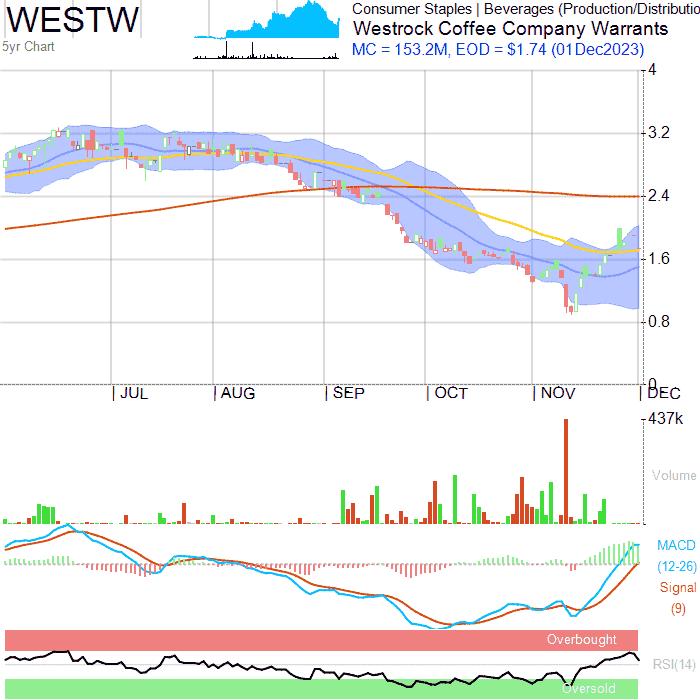 WESTW
5yr Chart
Consumer Staples | Beverages (Production/Distributio
Westrock Coffee Company Warrants
MC = 153.2M, EOD = $1.74 (01Dec2023)
4
3.2
2.4
1.6
0.8
0
JUL
AUG
SEP
OCT
NOV
DEC
437k
Volume
MACD
(12-26)
Signal
(9)
Overbought
RSI(14)
Oversold